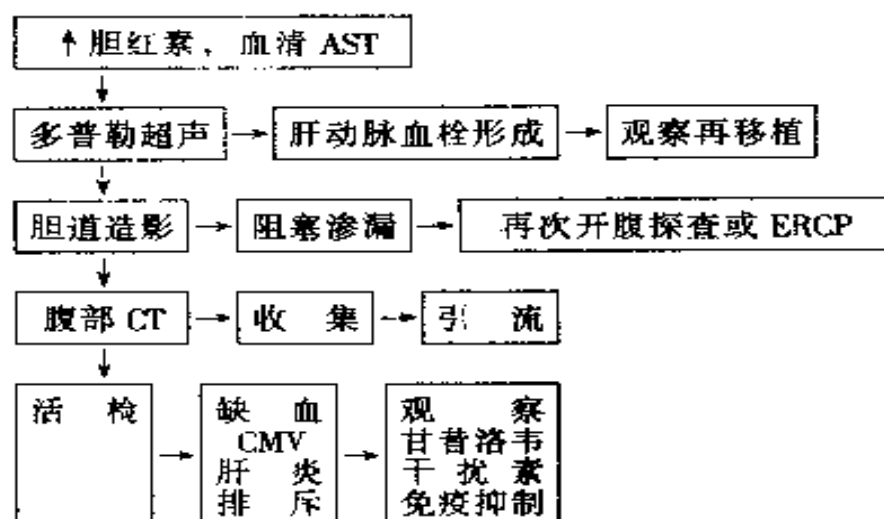 ↑胆红素，血清 AST
多普勒超声 → 肝动脉血栓形成 → 观察再移植
胆道造影 → 阻塞渗漏 → 再次开腹探查或 ERCP
腹部 CT → 收集 → 引流
活检 缺血 观察
CMV 甘昔洛韦
肝炎 干扰素
排斥 免疫抑制